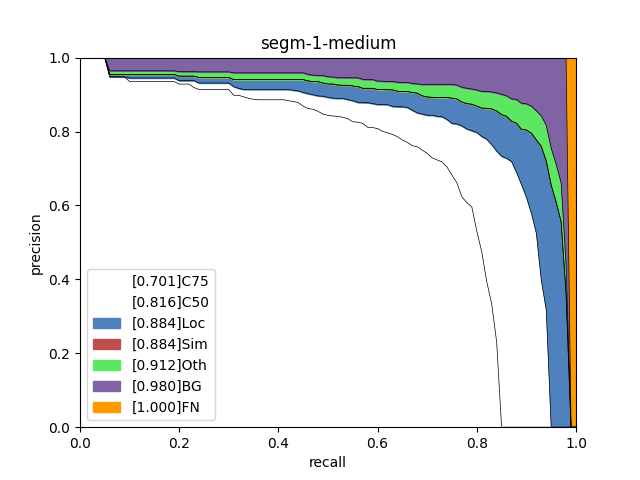 segm-1-medium
1.0
0.8
0.6
0.4
0.2
0.0
precision
[0.701]C75
[0.816]C50
[0.884]Loc
[0.884]Sim
[0.912]Oth
[0.980]BG
[1.000]FN
0.0 0.2 0.4 0.6 0.8 1.0
recall